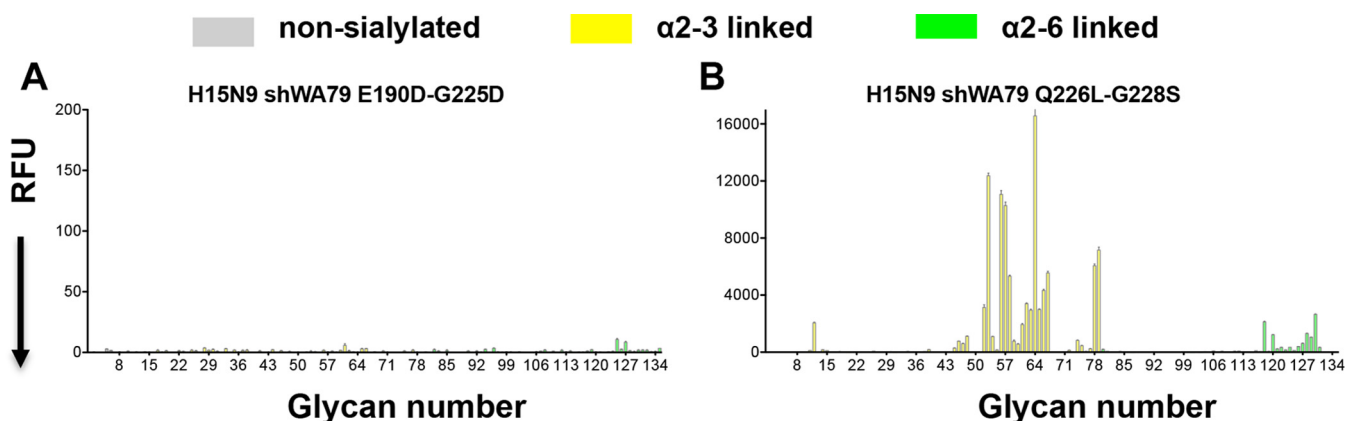 non-sialylated α2-3 linked α2-6 linked
A B
H15N9 shWA79 E190D-G225D H15N9 shWA79 Q226L-G228S
RFU
200
150
100
50
0
8 15 22 29 36 43 50 57 64 71 78 85 92 99 106 113 120 127 134
16000
12000
8000
4000
0
8 15 22 29 36 43 50 57 64 71 78 85 92 99 106 113 120 127 134
Glycan number Glycan number